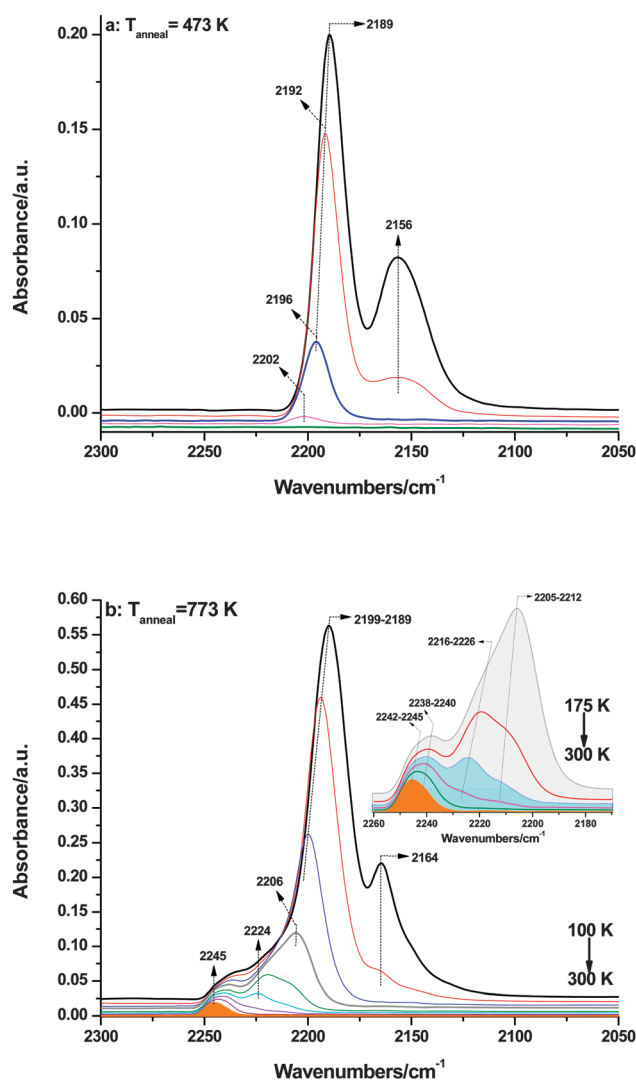 a: Tanneal = 473 K
2189
2192
2156
2196
2202
0.20
0.15
0.10
0.05
0.00
Absorbance/a.u.
2300 2250 2200 2150 2100 2050
Wavenumbers/cm-1
b: Tanneal =773 K
2199-2189
2164
2206
2224
2245
0.60
0.55
0.50
0.45
0.40
0.35
0.30
0.25
0.20
0.15
0.10
0.05
0.00
Absorbance/a.u.
2205-2212
2216-2226
2238-2240
2242-2245
175 K
300 K
2260 2240 2220 2200 2180
Wavenumbers/cm-1
100 K
300 K
2300 2250 2200 2150 2100 2050
Wavenumbers/cm-1